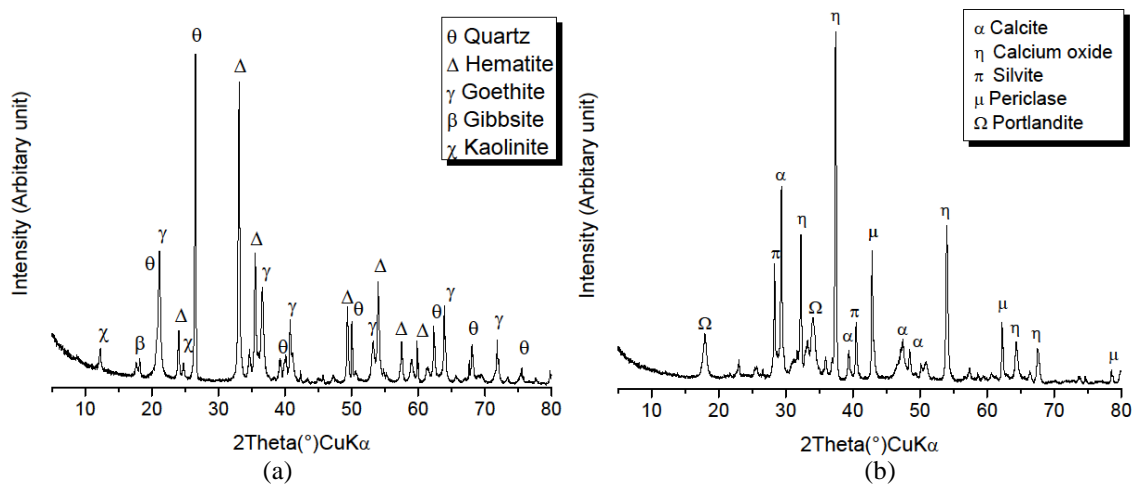 θ
θ Quartz
Δ Hematite
γ Goethite
β Gibbsite
χ Kaolinite
Δ
γ
θ
Δ
γ
Δ
χ
χ
β
θ
γ
Δ
θ
γ
Δ
Δ
Δ
θ
γ
θ
γ
θ
Intensity (Arbitary unit)
10 20 30 40 50 60 70 80
2Theta(°)CuKα
(a)
η
α Calcite
η Calcium oxide
π Silvite
μ Periclase
Ω Portlandite
α
η
π
μ
η
Ω
Ω
α
π
α
α
μ
η
η
μ
Intensity (Arbitary unit)
10 20 30 40 50 60 70 80
2Theta(°)CuKα
(b)